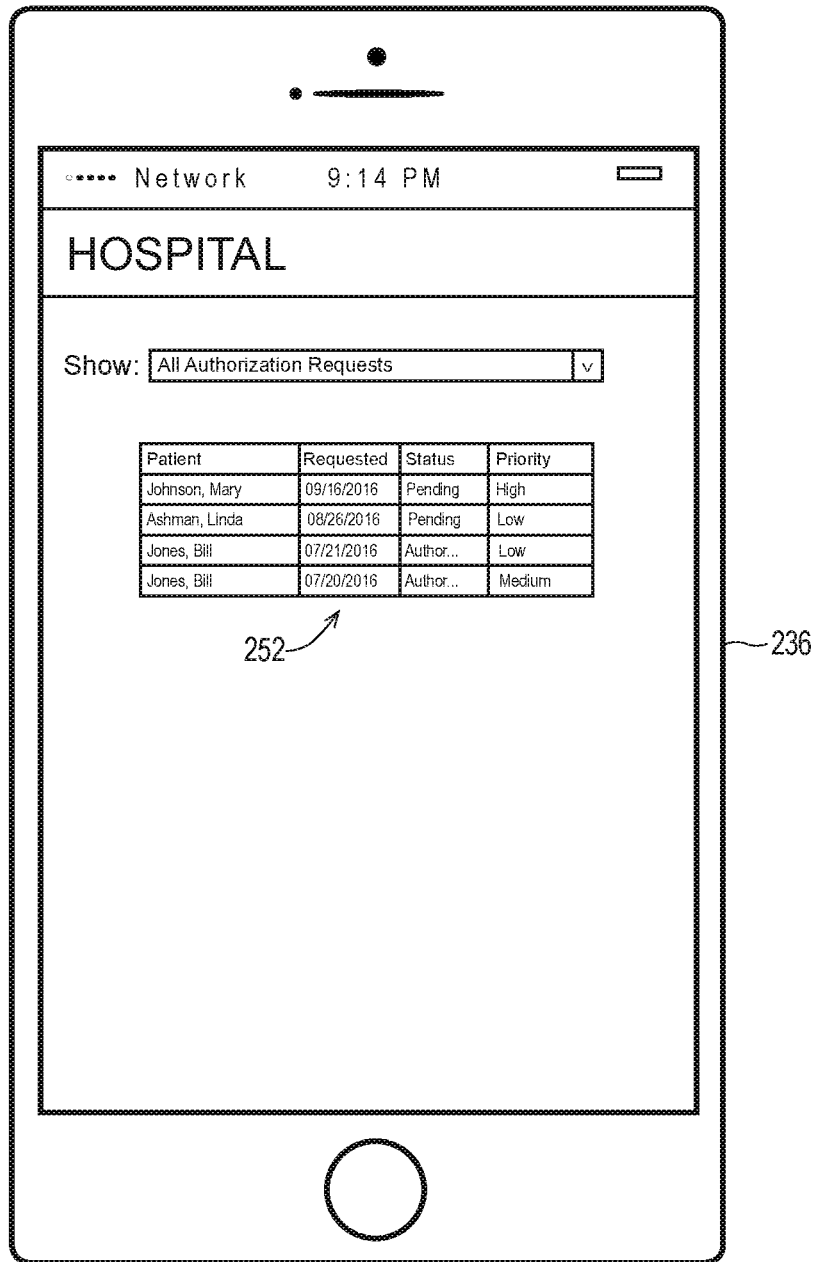 Network 9:14 PM
HOSPITAL
Show: All Authorization Requests v
Patient Requested Status Priority
Johnson, Mary 09/16/2016 Pending High
Ashman, Linda 08/26/2016 Pending Low
Jones, Bill 07/21/2016 Author... Low
Jones, Bill 07/20/2016 Author... Medium
252
236